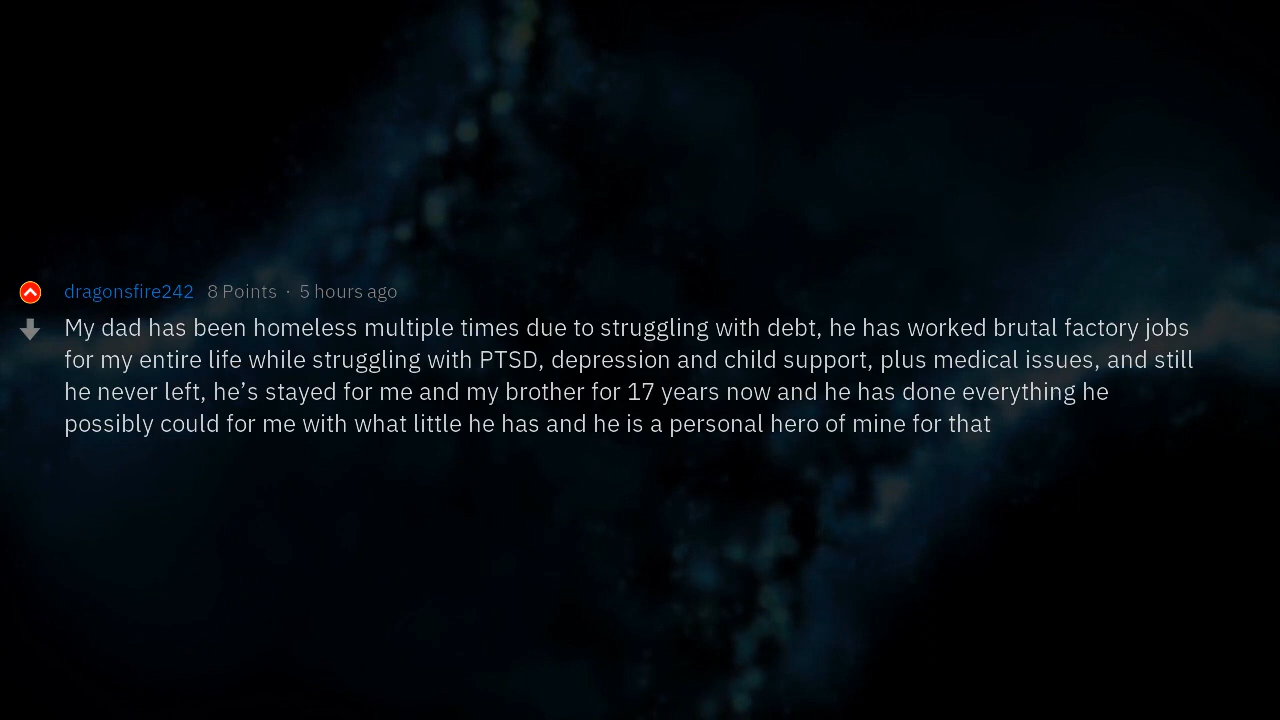 dragonsfire242 8 Points · 5 hours ago
My dad has been homeless multiple times due to struggling with debt, he has worked brutal factory jobs
for my entire life while struggling with PTSD, depression and child support, plus medical issues, and still
he never left, he’s stayed for me and my brother for 17 years now and he has done everything he
possibly could for me with what little he has and he is a personal hero of mine for that